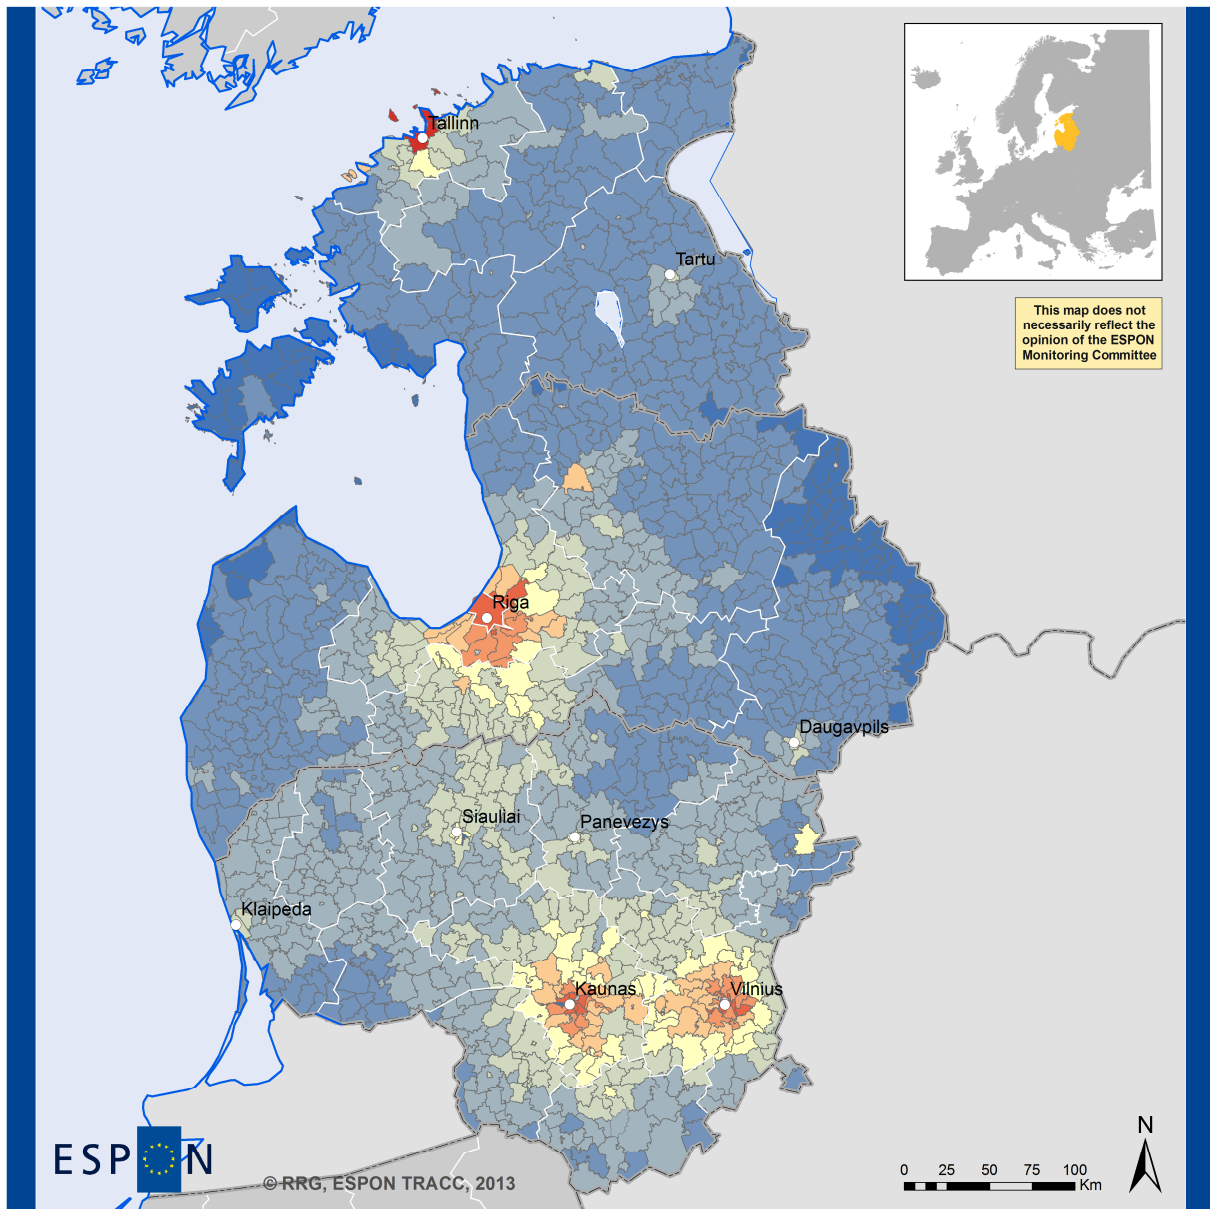 Tallinn
Tartu
This map does not
necessarily reflect the
opinion of the ESPON
Monitoring Committee
Riga
Daugavpils
Siauliai
Panevezys
Klaipeda
Kaunas
Vilnius
ESPON
© RRG, ESPON TRACC, 2013
N
0 25 50 75 100
Km